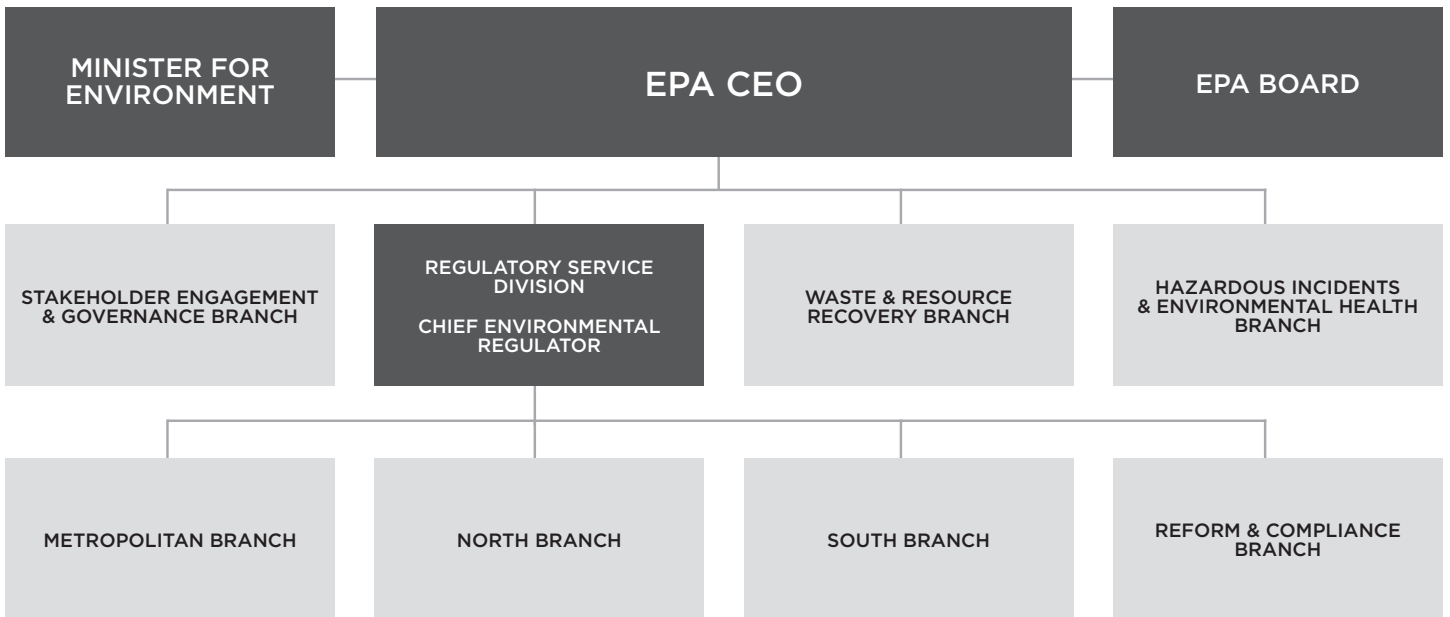 MINISTER FOR
ENVIRONMENT
EPA CEO
EPA BOARD
STAKEHOLDER ENGAGEMENT
& GOVERNANCE BRANCH
REGULATORY SERVICE
DIVISION
CHIEF ENVIRONMENTAL
REGULATOR
WASTE & RESOURCE
RECOVERY BRANCH
HAZARDOUS INCIDENTS
& ENVIRONMENTAL HEALTH
BRANCH
METROPOLITAN BRANCH
NORTH BRANCH
SOUTH BRANCH
REFORM & COMPLIANCE
BRANCH